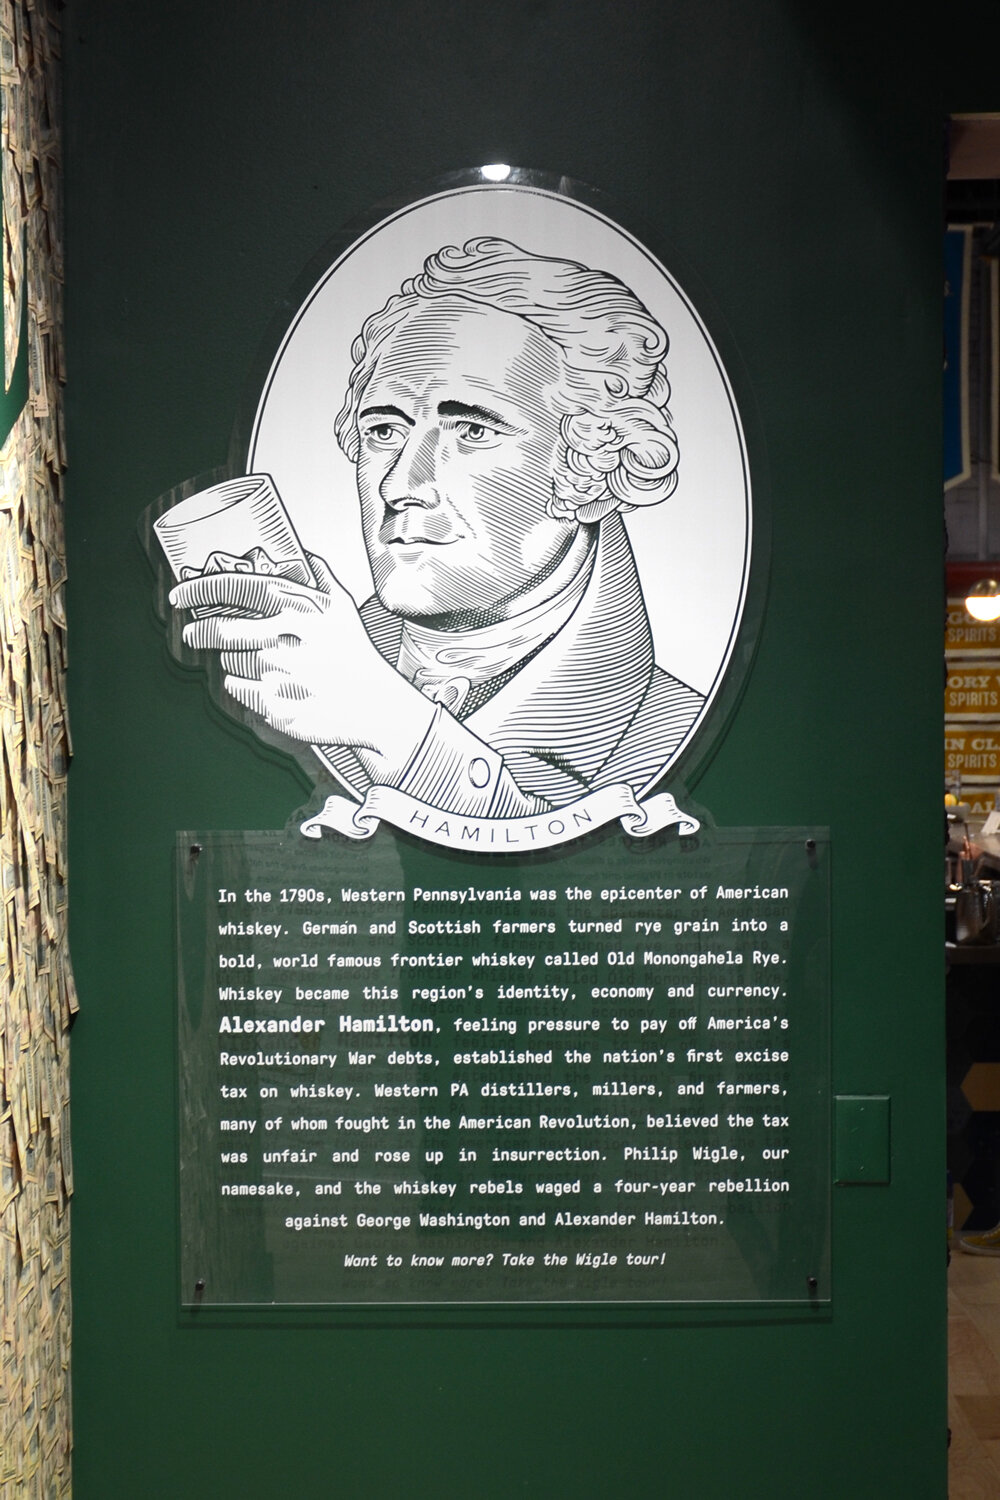 HAMILTON
In the 1790s, Western Pennsylvania was the epicenter of American
whiskey. German and Scottish farmers turned rye grain into a
bold, world famous frontier whiskey called Old Monongahela Rye.
Whiskey became this region's identity, economy and currency.
Alexander Hamilton, feeling pressure to pay off America's
Revolutionary War debts, established the nation's first excise
tax on whiskey. Western PA distillers, millers, and farmers,
many of whom fought in the American Revolution, believed the tax
was unfair and rose up in insurrection. Philip Wigle, our
namesake, and the whiskey rebels waged a four-year rebellion
against George Washington and Alexander Hamilton.
Want to know more? Take the Wigle tour!
SPIRITS
SPIRITS
SPIRITS